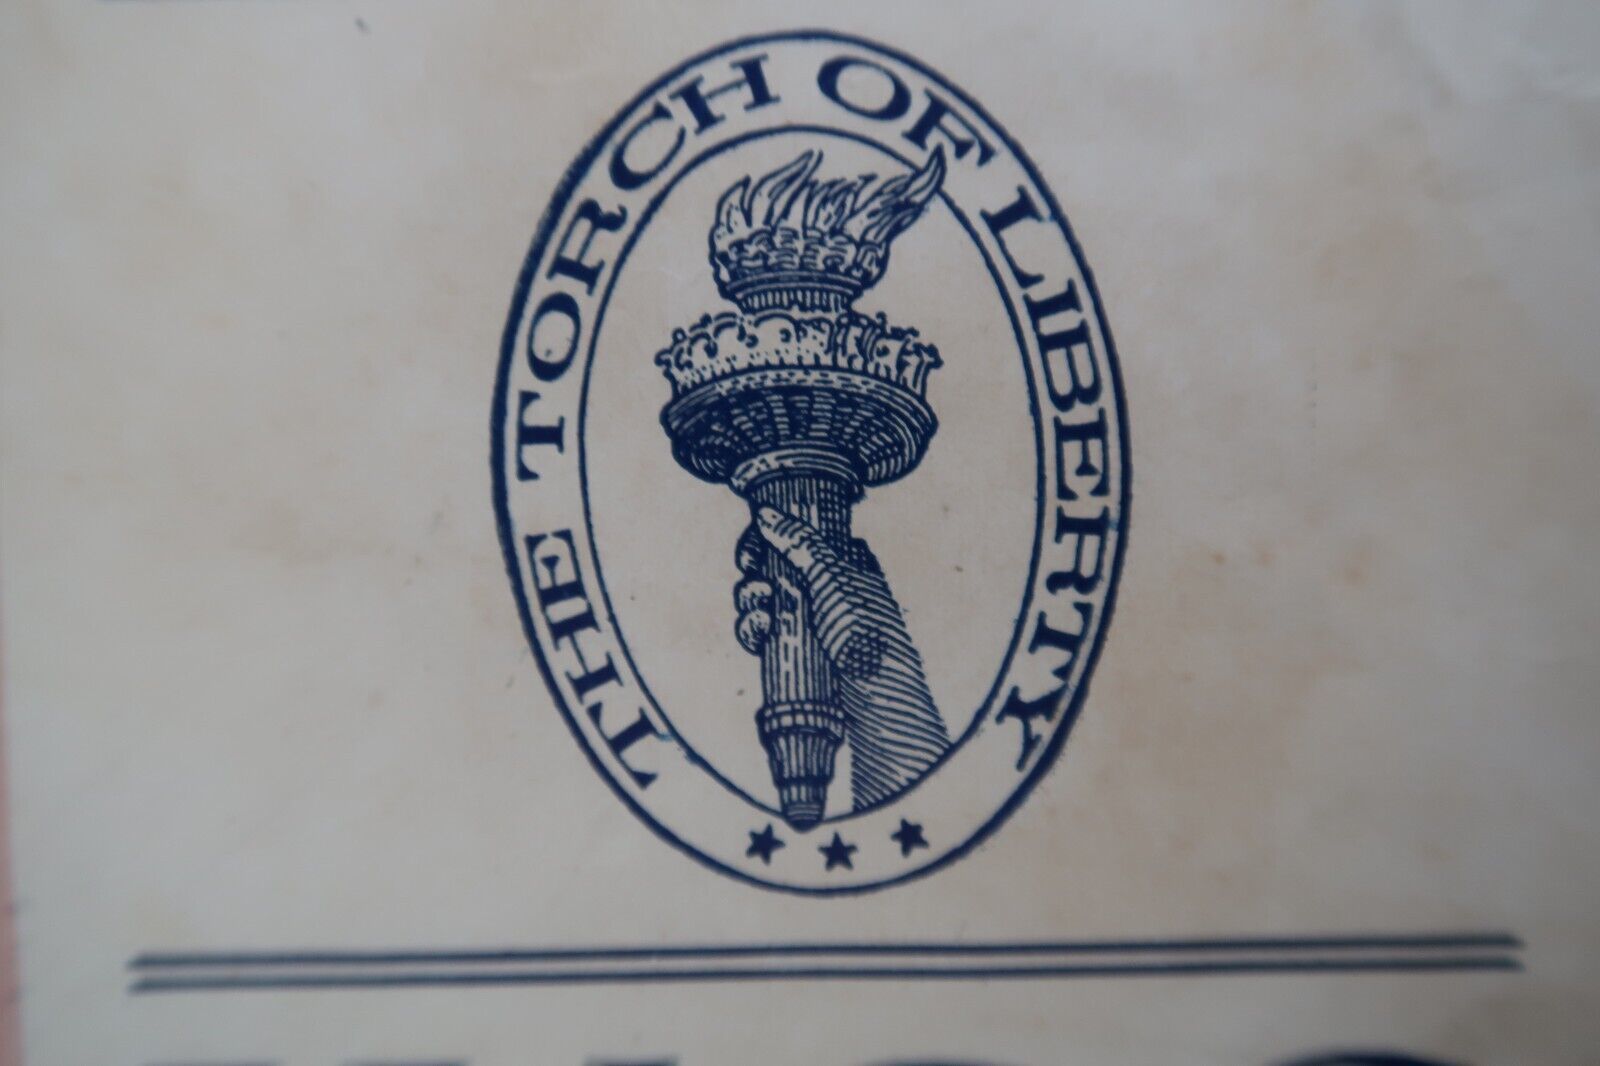 THE TORCH OF LIBERTY